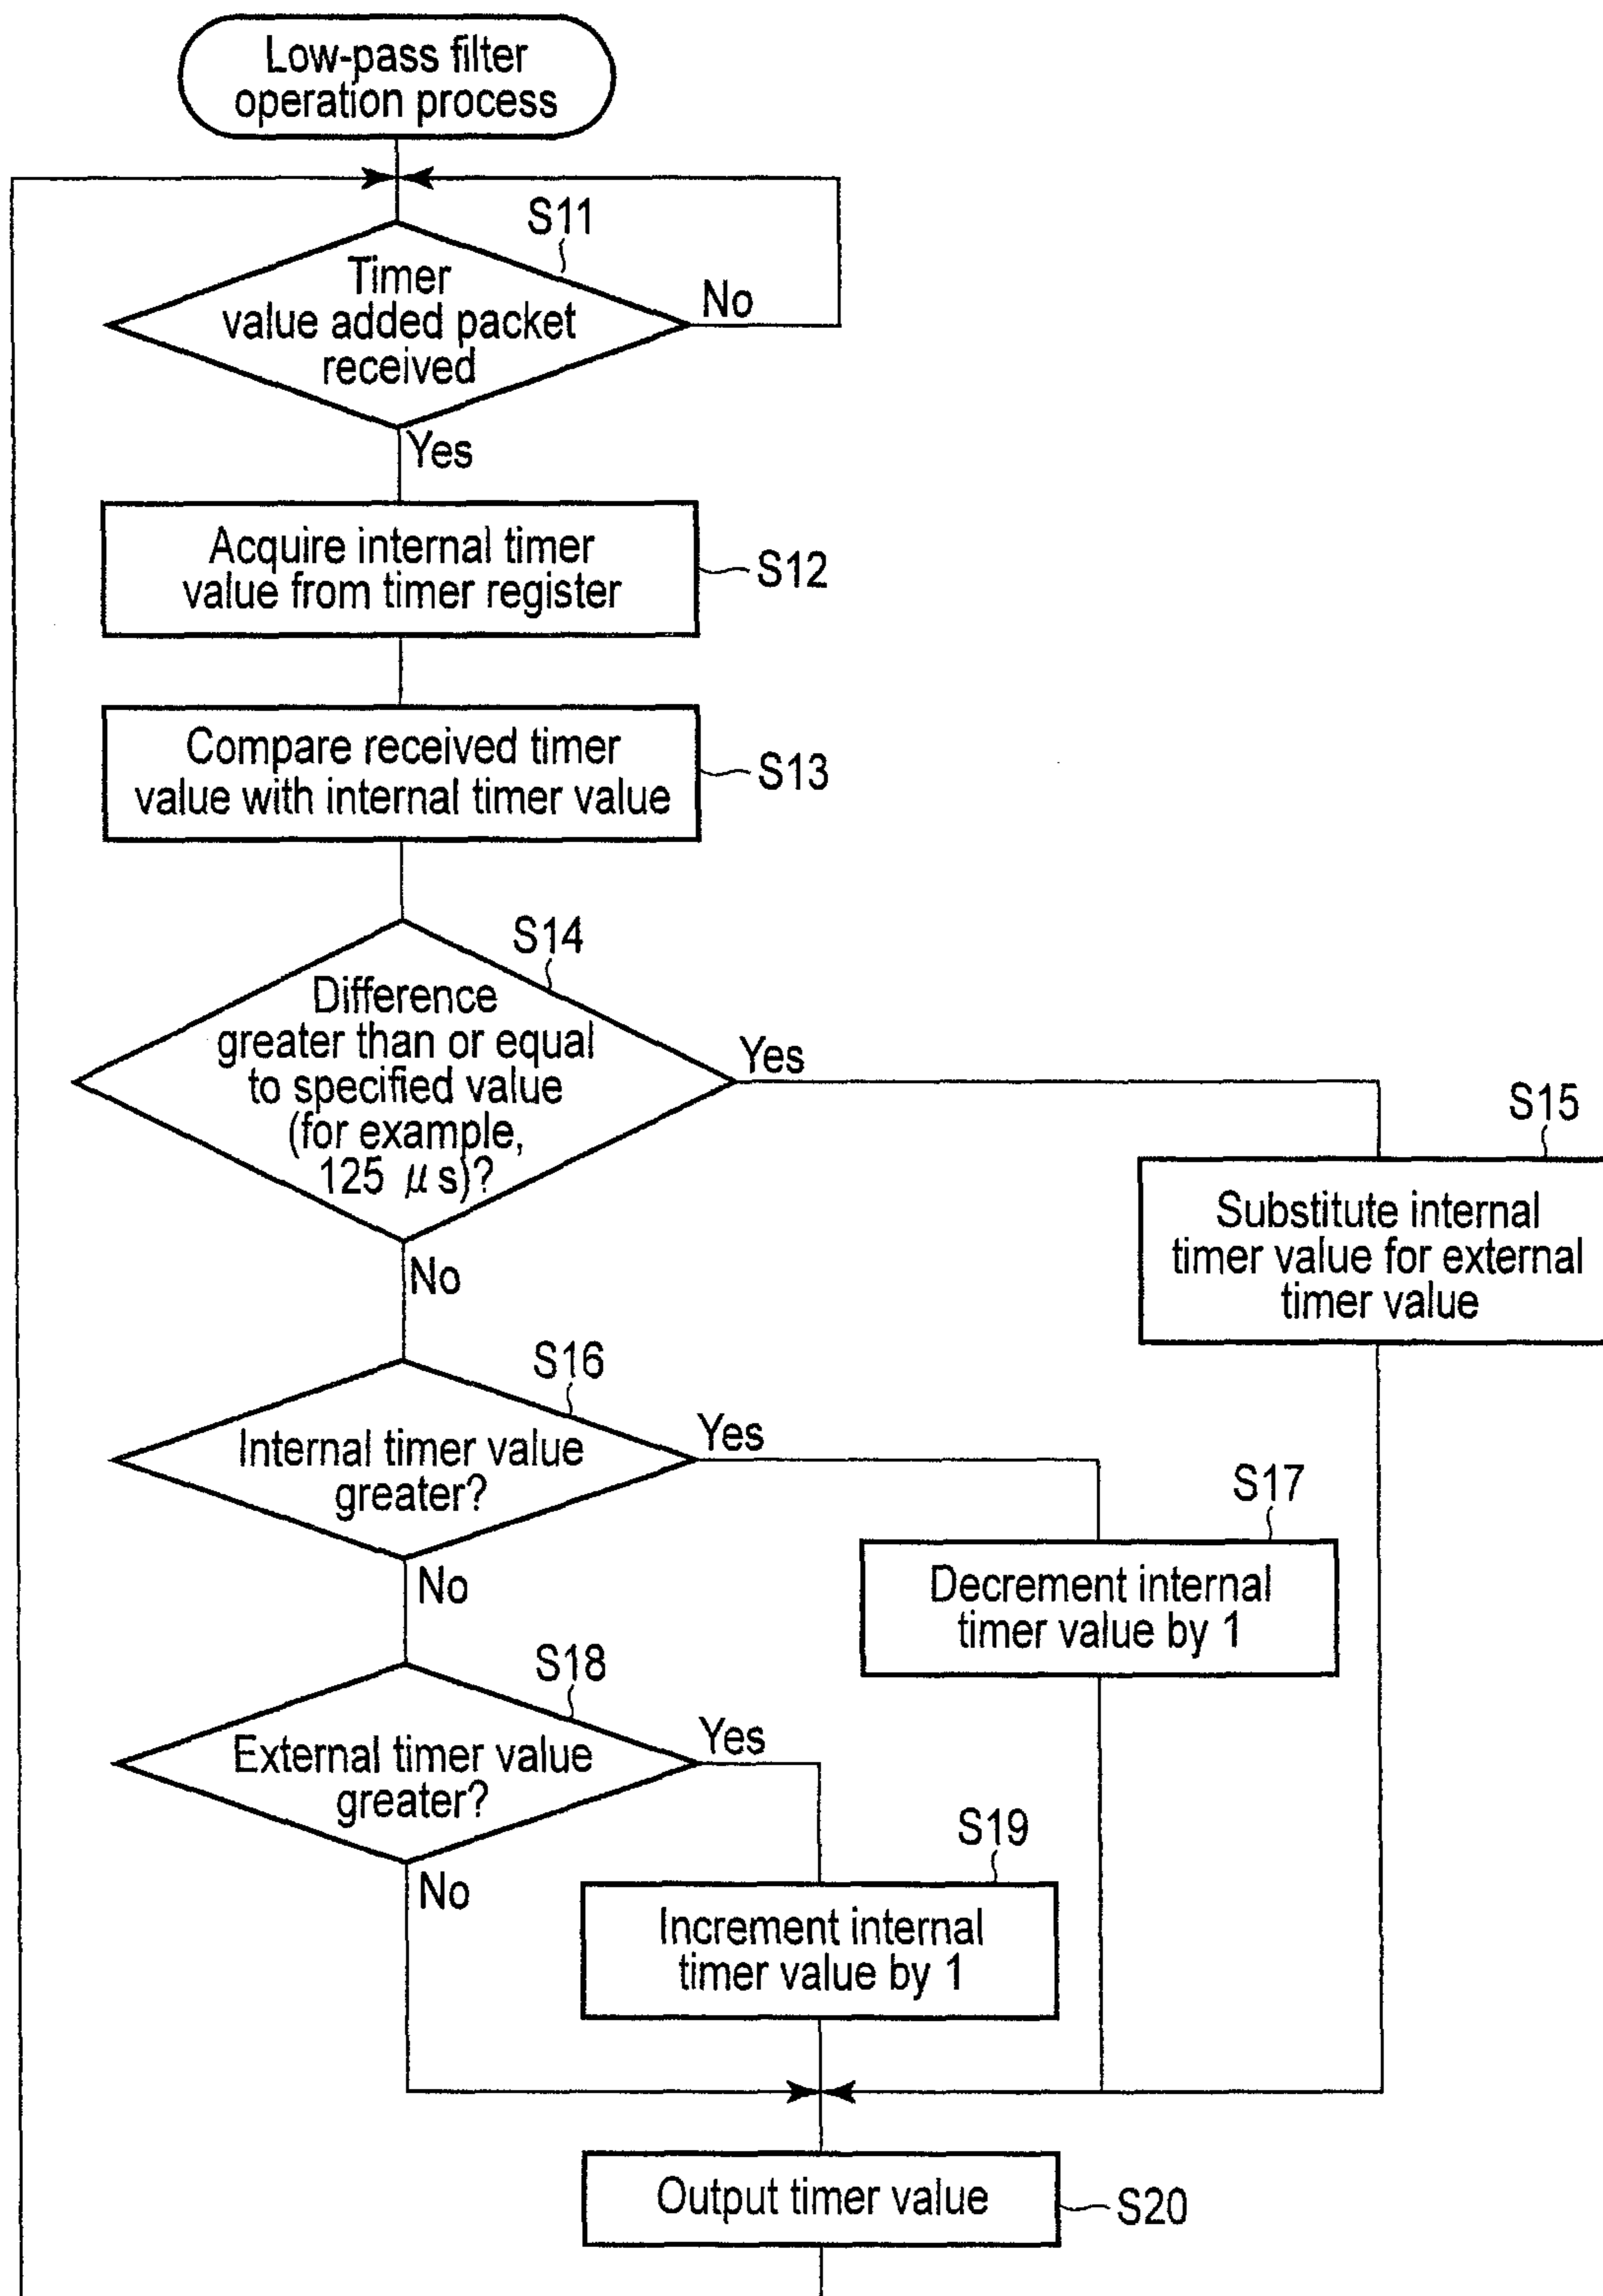 Low-pass filter
operation process
S11
Timer
value added packet
received
No
Yes
Acquire internal timer
value from timer register
S12
Compare received timer
value with internal timer value
S13
S14
Difference
greater than or equal
to specified value
(for example,
125 μs)?
Yes
No
S15
Substitute internal
timer value for external
timer value
S16
Internal timer value
greater?
Yes
No
S17
Decrement internal
timer value by 1
S18
External timer value
greater?
Yes
No
S19
Increment internal
timer value by 1
Output timer value
S20